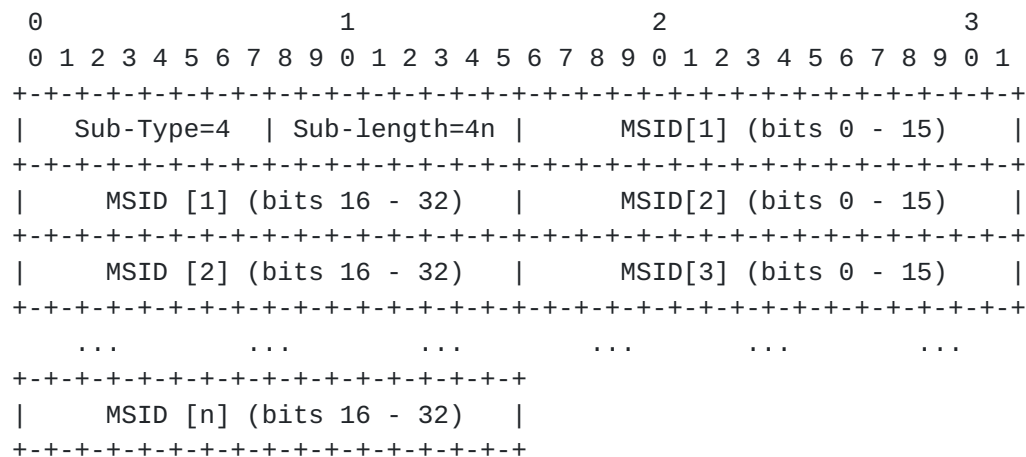 0                   1                   2                   3
 0 1 2 3 4 5 6 7 8 9 0 1 2 3 4 5 6 7 8 9 0 1 2 3 4 5 6 7 8 9 0 1
+-+-+-+-+-+-+-+-+-+-+-+-+-+-+-+-+-+-+-+-+-+-+-+-+-+-+-+-+-+-+-+-+
|   Sub-Type=4  | Sub-length=4n |      MSID[1] (bits 0 - 15)    |
+-+-+-+-+-+-+-+-+-+-+-+-+-+-+-+-+-+-+-+-+-+-+-+-+-+-+-+-+-+-+-+-+
|     MSID [1] (bits 16 - 32)   |      MSID[2] (bits 0 - 15)    |
+-+-+-+-+-+-+-+-+-+-+-+-+-+-+-+-+-+-+-+-+-+-+-+-+-+-+-+-+-+-+-+-+
|     MSID [2] (bits 16 - 32)   |      MSID[3] (bits 0 - 15)    |
+-+-+-+-+-+-+-+-+-+-+-+-+-+-+-+-+-+-+-+-+-+-+-+-+-+-+-+-+-+-+-+-+
    ...        ...        ...        ...       ...        ...
+-+-+-+-+-+-+-+-+-+-+-+-+-+-+-+-+
|     MSID [n] (bits 16 - 32)   |
+-+-+-+-+-+-+-+-+-+-+-+-+-+-+-+-+